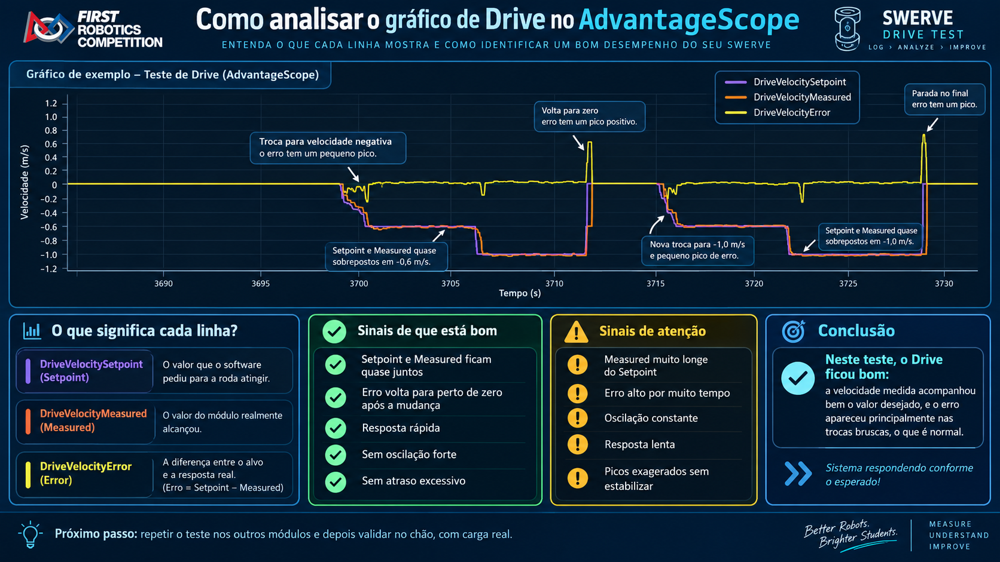 FIRST
ROBOTICS
COMPETITION
Como analisar o gráfico de Drive no AdvantageScope
ENTENDA O QUE CADA LINHA MOSTRA E COMO IDENTIFICAR UM BOM DESEMPENHO DO SEU SWERVE
SWERVE
DRIVE TEST
LOG › ANALYZE › IMPROVE
Gráfico de exemplo – Teste de Drive (AdvantageScope)
DriveVelocitySetpoint
DriveVelocityMeasured
DriveVelocityError
Parada no final
erro tem um pico.
Volta para zero
erro tem um pico positivo.
Troca para velocidade negativa
o erro tem um pequeno pico.
Velocidade (m/s)
1.2
1.0
0.8
0.6
0.4
0.2
0
-0.2
-0.4
-0.6
-0.8
-1.0
-1.2
Setpoint e Measured quase
sobrepostos em -0,6 m/s.
Nova troca para -1,0 m/s
e pequeno pico de erro.
Setpoint e Measured quase
sobrepostos em -1,0 m/s.
3690 3695 3700 3705 3710 3715 3720 3725 3730
Tempo (s)
O que significa cada linha?
DriveVelocitySetpoint
(Setpoint)
O valor que o software
pediu para a roda atingir.
DriveVelocityMeasured
(Measured)
O valor do módulo realmente
alcançou.
DriveVelocityError
(Error)
A diferença entre o alvo
e a resposta real.
(Erro = Setpoint – Measured)
Sinais de que está bom
Setpoint e Measured ficam
quase juntos
Erro volta para perto de zero
após a mudança
Resposta rápida
Sem oscilação forte
Sem atraso excessivo
Sinais de atenção
Measured muito longe
do Setpoint
Erro alto por muito tempo
Oscilação constante
Resposta lenta
Picos exagerados sem
estabilizar
Conclusão
Neste teste, o Drive
ficou bom:
a velocidade medida acompanhou
bem o valor desejado, e o erro
apareceu principalmente nas
trocas bruscas, o que é normal.
Sistema respondendo conforme
o esperado!
Próximo passo: repetir o teste nos outros módulos e depois validar no chão, com carga real.
Better Robots.
Brighter Students.
MEASURE
UNDERSTAND
IMPROVE